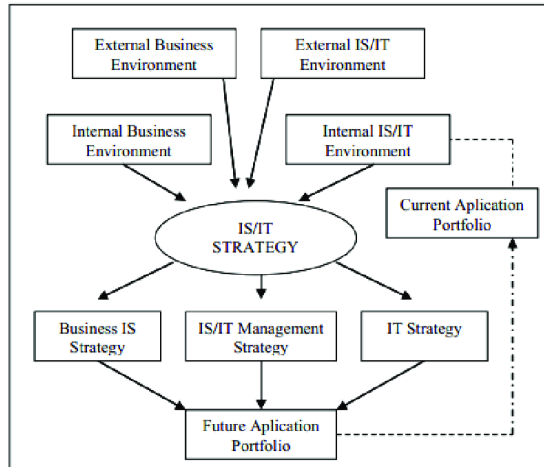 External Business
Environment
External IS/IT
Environment
Internal Business
Environment
Internal IS/IT
Environment
Current Aplication
Portfolio
IS/IT
STRATEGY
Business IS
Strategy
IS/IT Management
Strategy
IT Strategy
Future Aplication
Portfolio